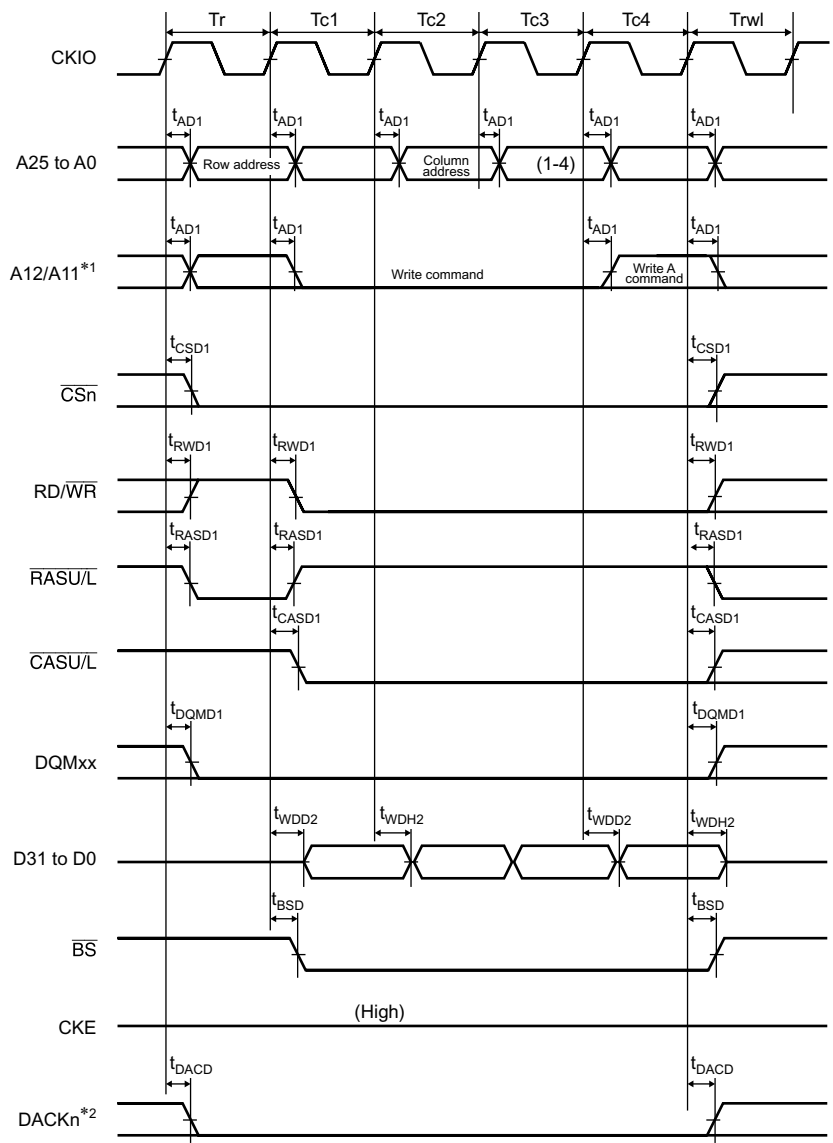 Tr Tc1 Tc2 Tc3 Tc4 Trwl
CKIO
tAD1 tAD1 tAD1 tAD1 tAD1 tAD1
A25 to A0 Row address Column address (1-4)
tAD1 tAD1 tAD1 tAD1
A12/A11*1 Write command Write A command
tCSD1 tCSD1
CSn
tRWD1 tRWD1 tRWD1
RD/WR
tRASD1 tRASD1 tRASD1
RASU/L
tCASD1 tCASD1
CASU/L
tDQMD1 tDQMD1
DQMxx
tWDD2 tWDH2 tWDD2 tWDH2
D31 to D0
tBSD tBSD
BS
(High)
CKE
tDACD tDACD
DACKn*2